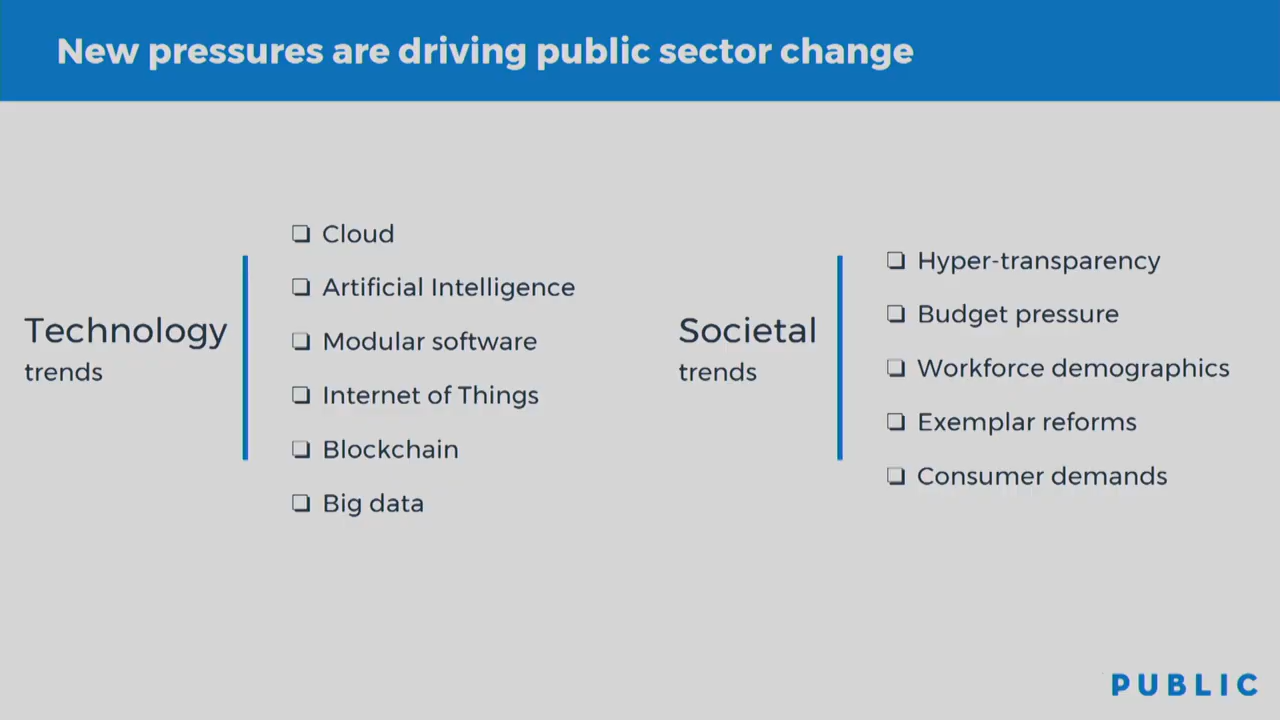 New pressures are driving public sector change
Technology
trends
❏ Cloud
❏ Artificial Intelligence
❏ Modular software
❏ Internet of Things
❏ Blockchain
❏ Big data
Societal
trends
❏ Hyper-transparency
❏ Budget pressure
❏ Workforce demographics
❏ Exemplar reforms
❏ Consumer demands
PUBLIC